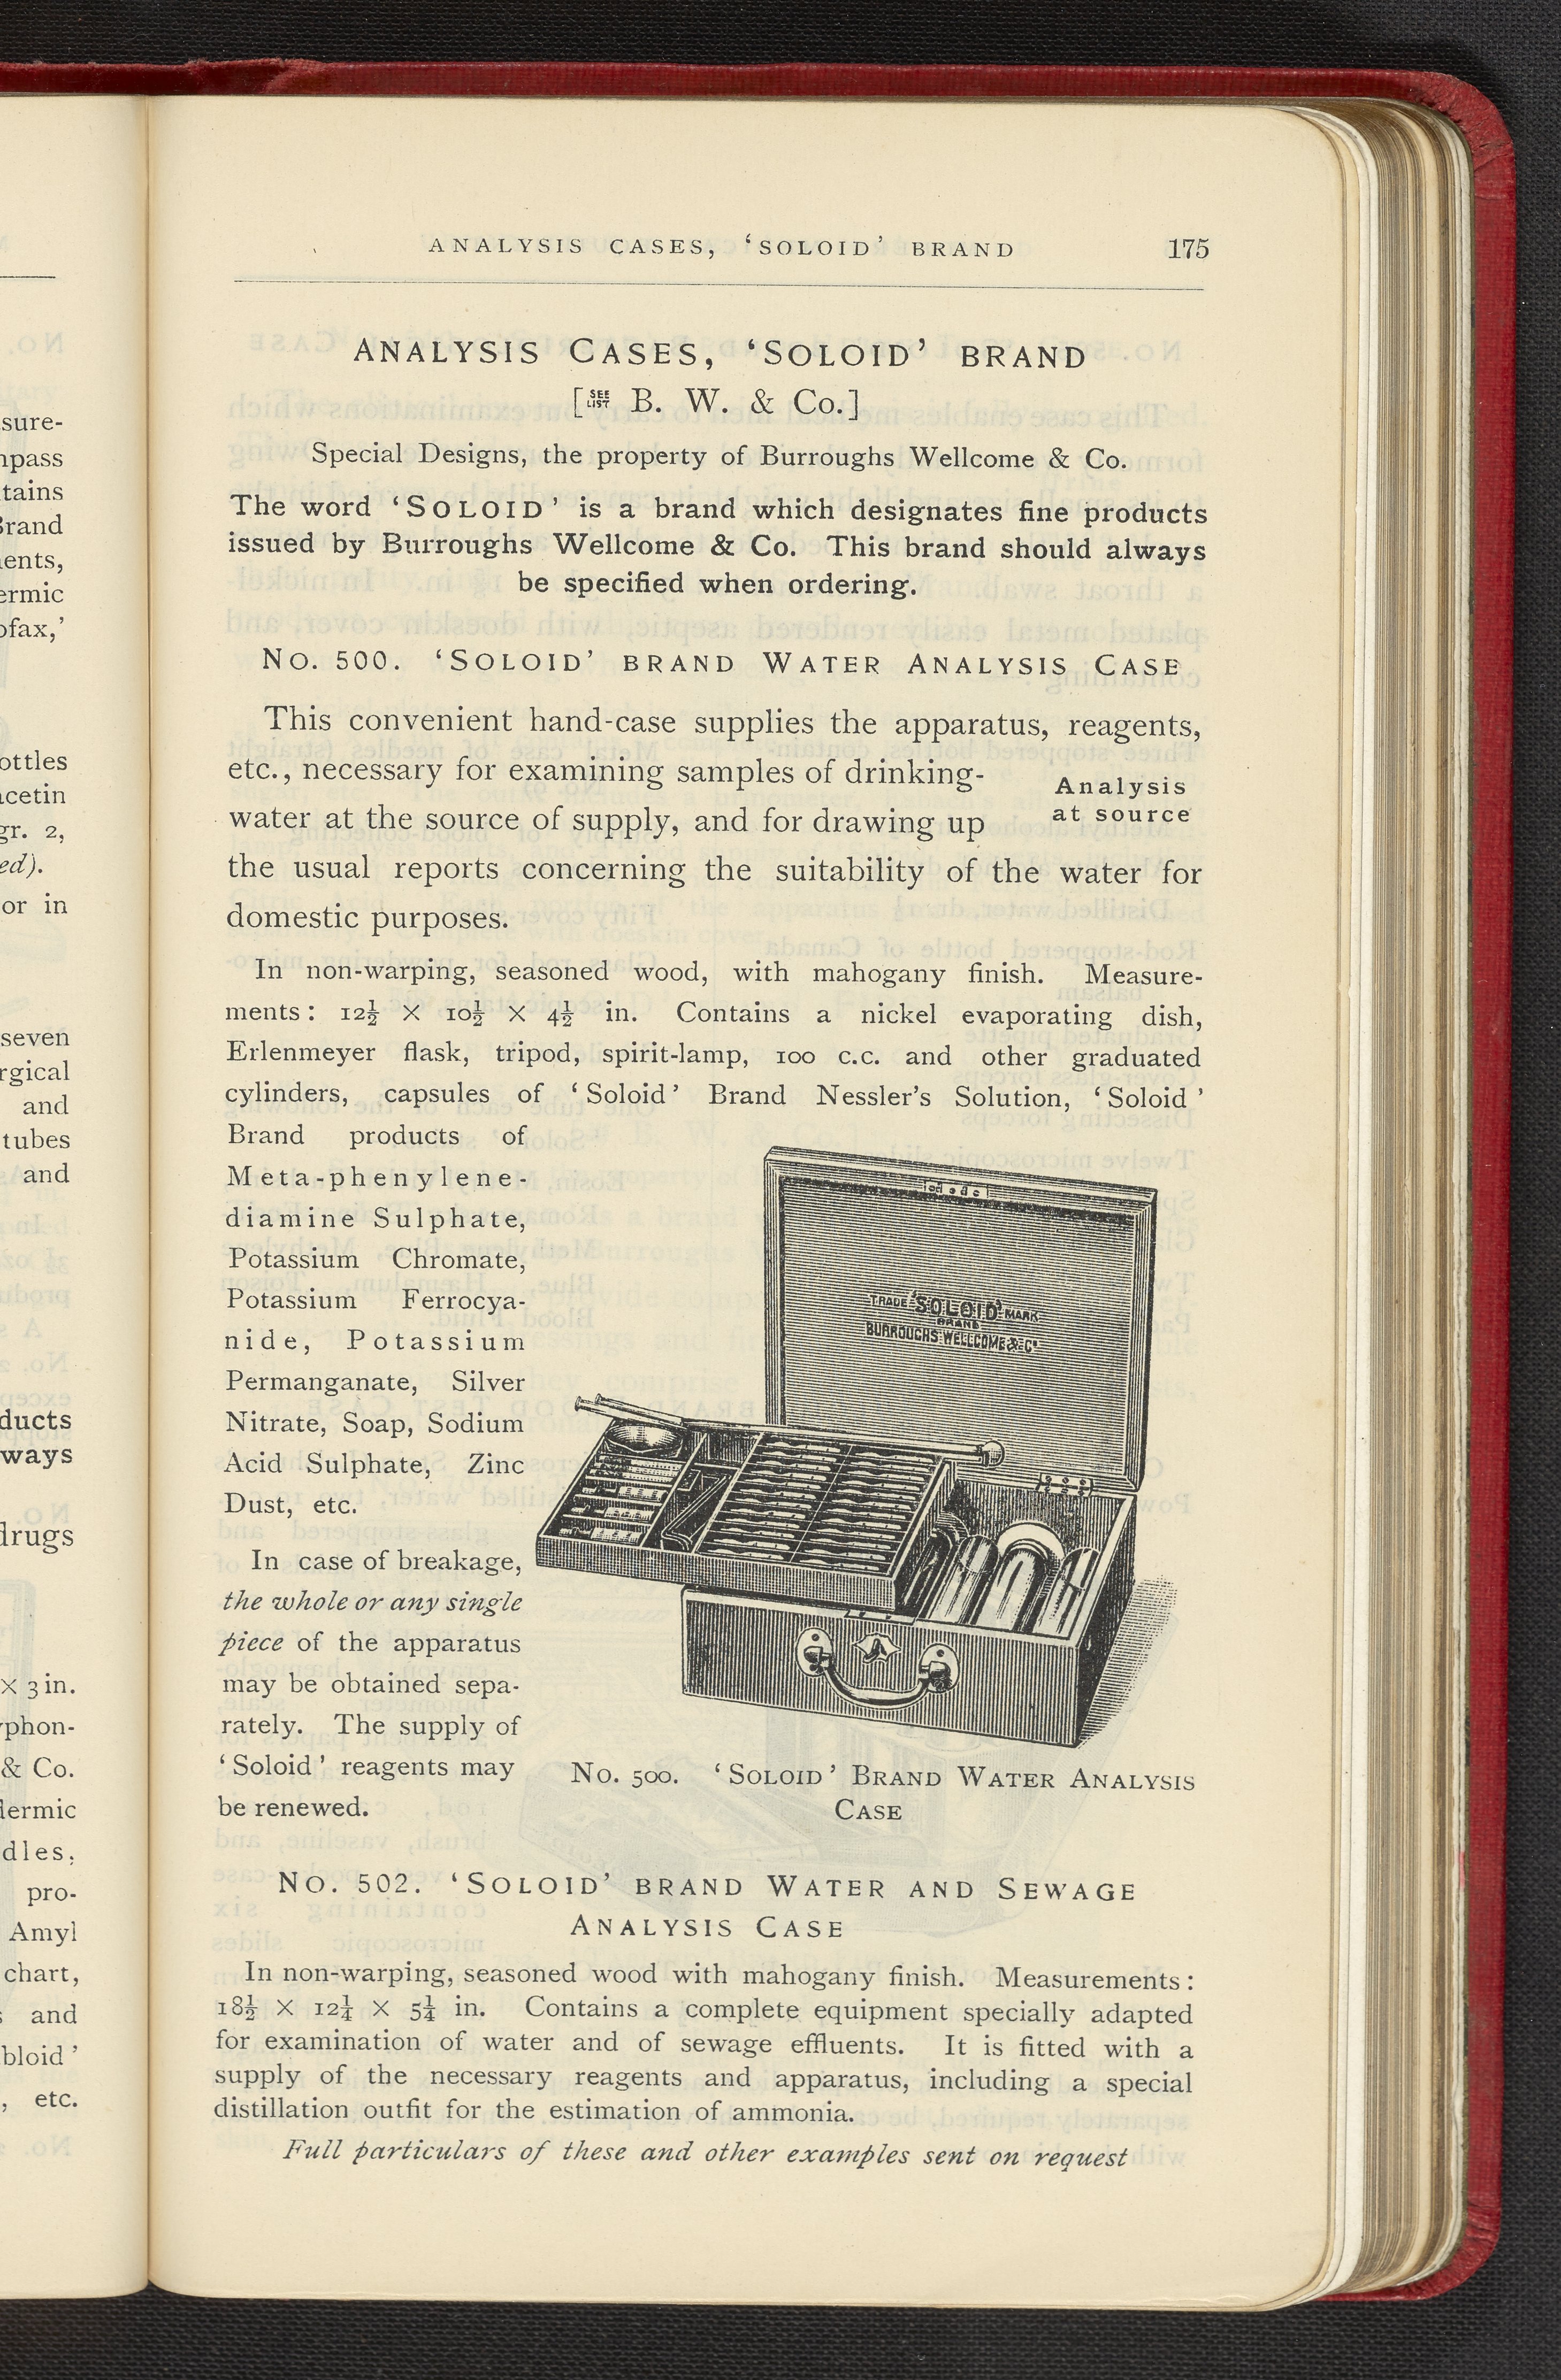 ANALYSIS CASES, ‘SOLOID’ BRAND 175
ANALYSIS CASES, ‘SOLOID’ BRAND
[SEE LIST B. W. & Co.]
Special Designs, the property of Burroughs Wellcome & Co.
The word ‘SOLOID’ is a brand which designates fine products
issued by Burroughs Wellcome & Co. This brand should always
be specified when ordering.
NO. 500. ‘SOLOID’ BRAND WATER ANALYSIS CASE
This convenient hand-case supplies the apparatus, reagents,
etc., necessary for examining samples of drinking-
water at the source of supply, and for drawing up
Analysis
at source
the usual reports concerning the suitability of the water for
domestic purposes.
In non-warping, seasoned wood, with mahogany finish. Measure-
ments: 12½ × 10½ × 4½ in. Contains a nickel evaporating dish,
Erlenmeyer flask, tripod, spirit-lamp, 100 c.c. and other graduated
cylinders, capsules of ‘Soloid’ Brand Nessler's Solution, ‘Soloid’
Brand products of
Meta-phenylene-
diamine Sulphate,
Potassium Chromate,
Potassium Ferrocya-
nide, Potassium
Permanganate, Silver
Nitrate, Soap, Sodium
Acid Sulphate, Zinc
Dust, etc.
In case of breakage,
the whole or any single
piece of the apparatus
may be obtained sepa-
rately. The supply of
‘Soloid’ reagents may
be renewed.
TRADE ‘SOLOID’ MARK
BRAND
BURROUGHS WELLCOME & Co
NO. 500. ‘SOLOID’ BRAND WATER ANALYSIS
CASE
NO. 502. ‘SOLOID’ BRAND WATER AND SEWAGE
ANALYSIS CASE
In non-warping, seasoned wood with mahogany finish. Measurements:
18½ × 12¼ × 5¼ in. Contains a complete equipment specially adapted
for examination of water and of sewage effluents. It is fitted with a
supply of the necessary reagents and apparatus, including a special
distillation outfit for the estimation of ammonia.
Full particulars of these and other examples sent on request